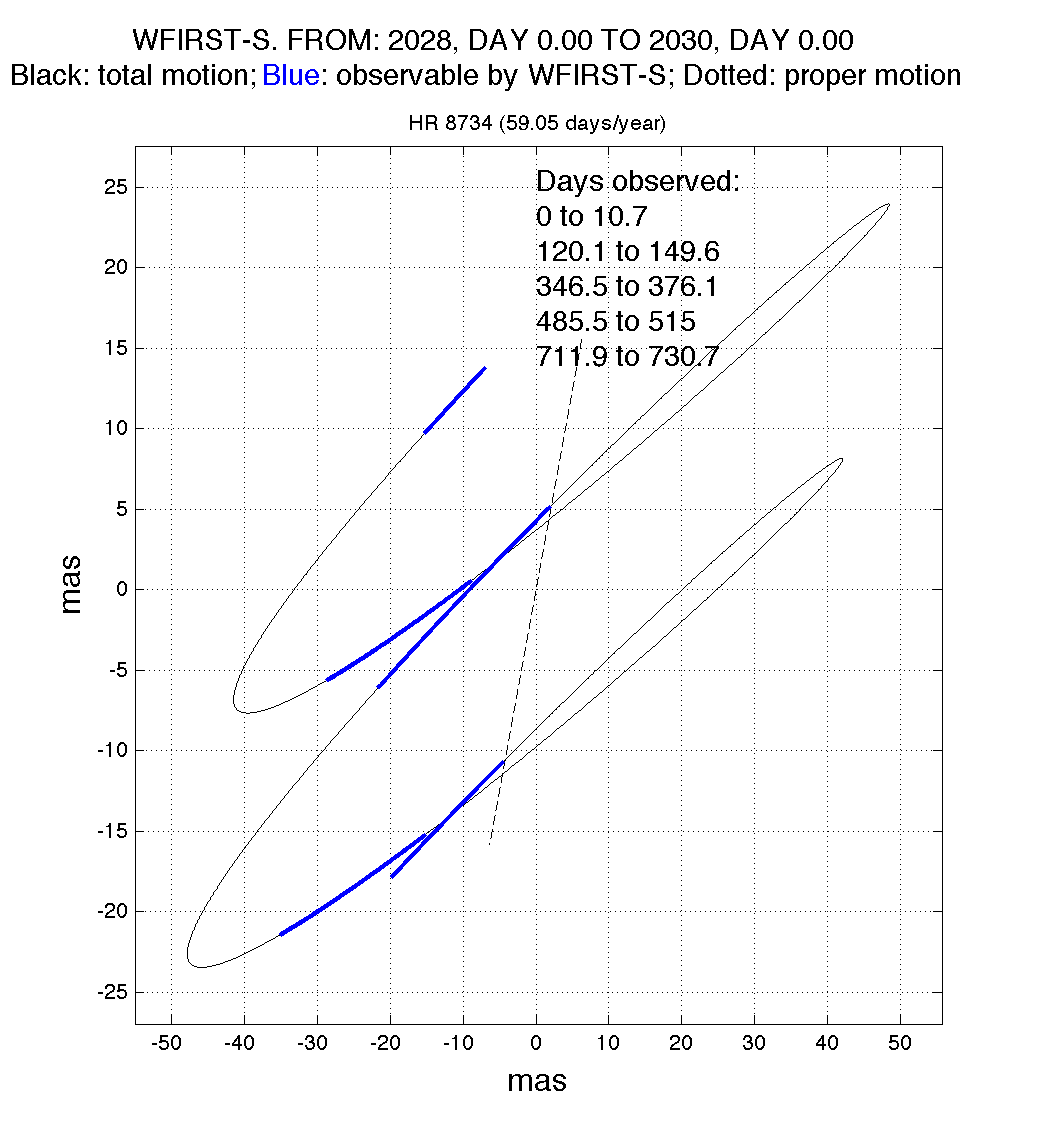 WFIRST-S. FROM: 2028, DAY 0.00 TO 2030, DAY 0.00
Black: total motion; Blue: observable by WFIRST-S; Dotted: proper motion
HR 8734 (59.05 days/year)
Days observed:
0 to 10.7
120.1 to 149.6
346.5 to 376.1
485.5 to 515
711.9 to 730.7
25
20
15
10
5
0
-5
-10
-15
-20
-25
mas
-50 -40 -30 -20 -10 0 10 20 30 40 50
mas